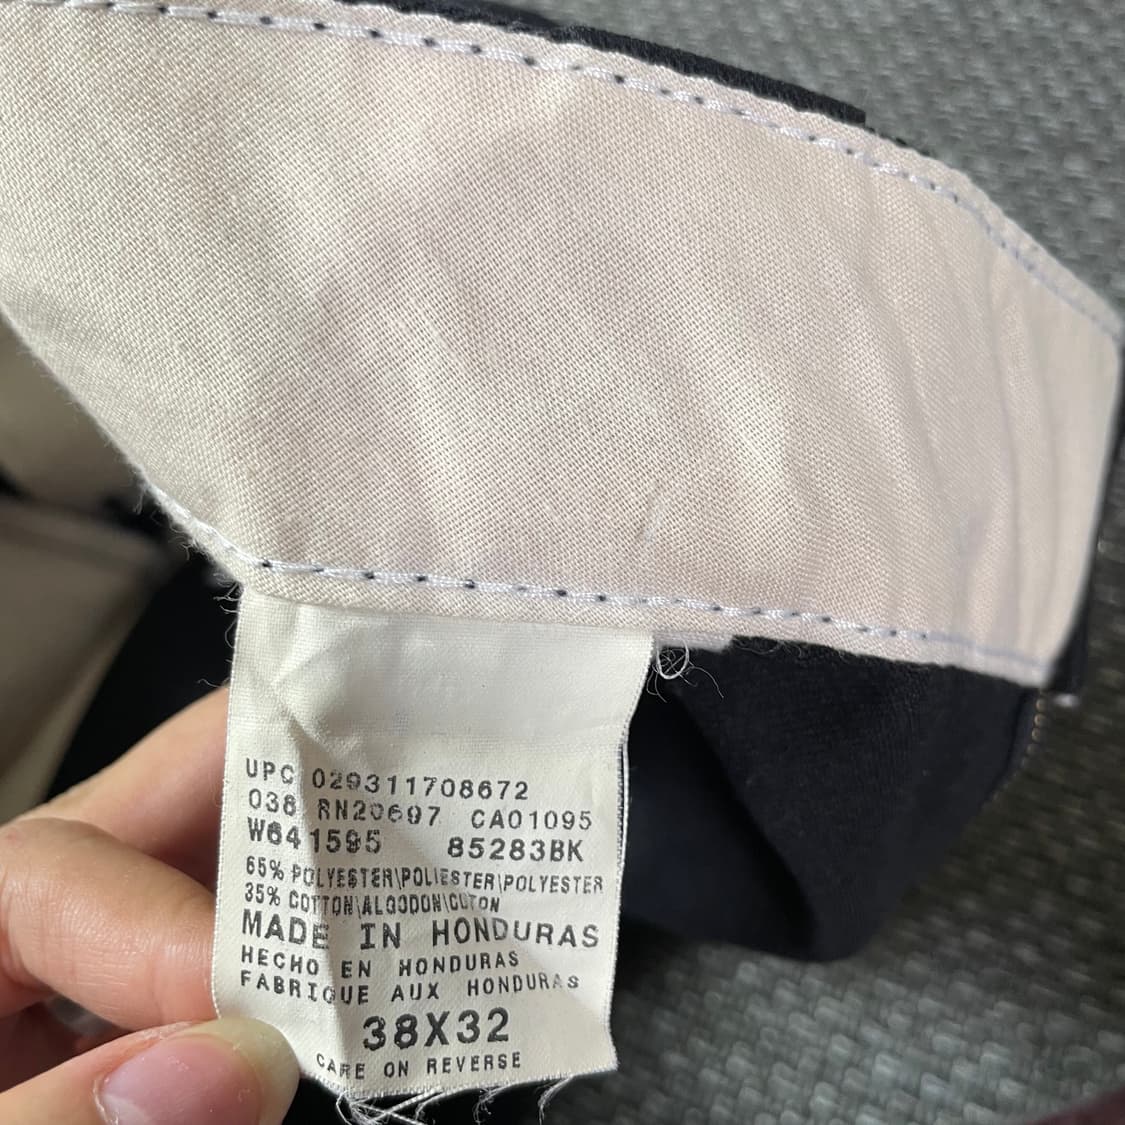 UPC 029311708672
038 RN20697 CA01095
W641595 85283BK
65% POLYESTER\POLIESTER\POLYESTER
35% COTTON\ALGODON\COTON
MADE IN HONDURAS
HECHO EN HONDURAS
FABRIQUE AUX HONDURAS
38X32
CARE ON REVERSE